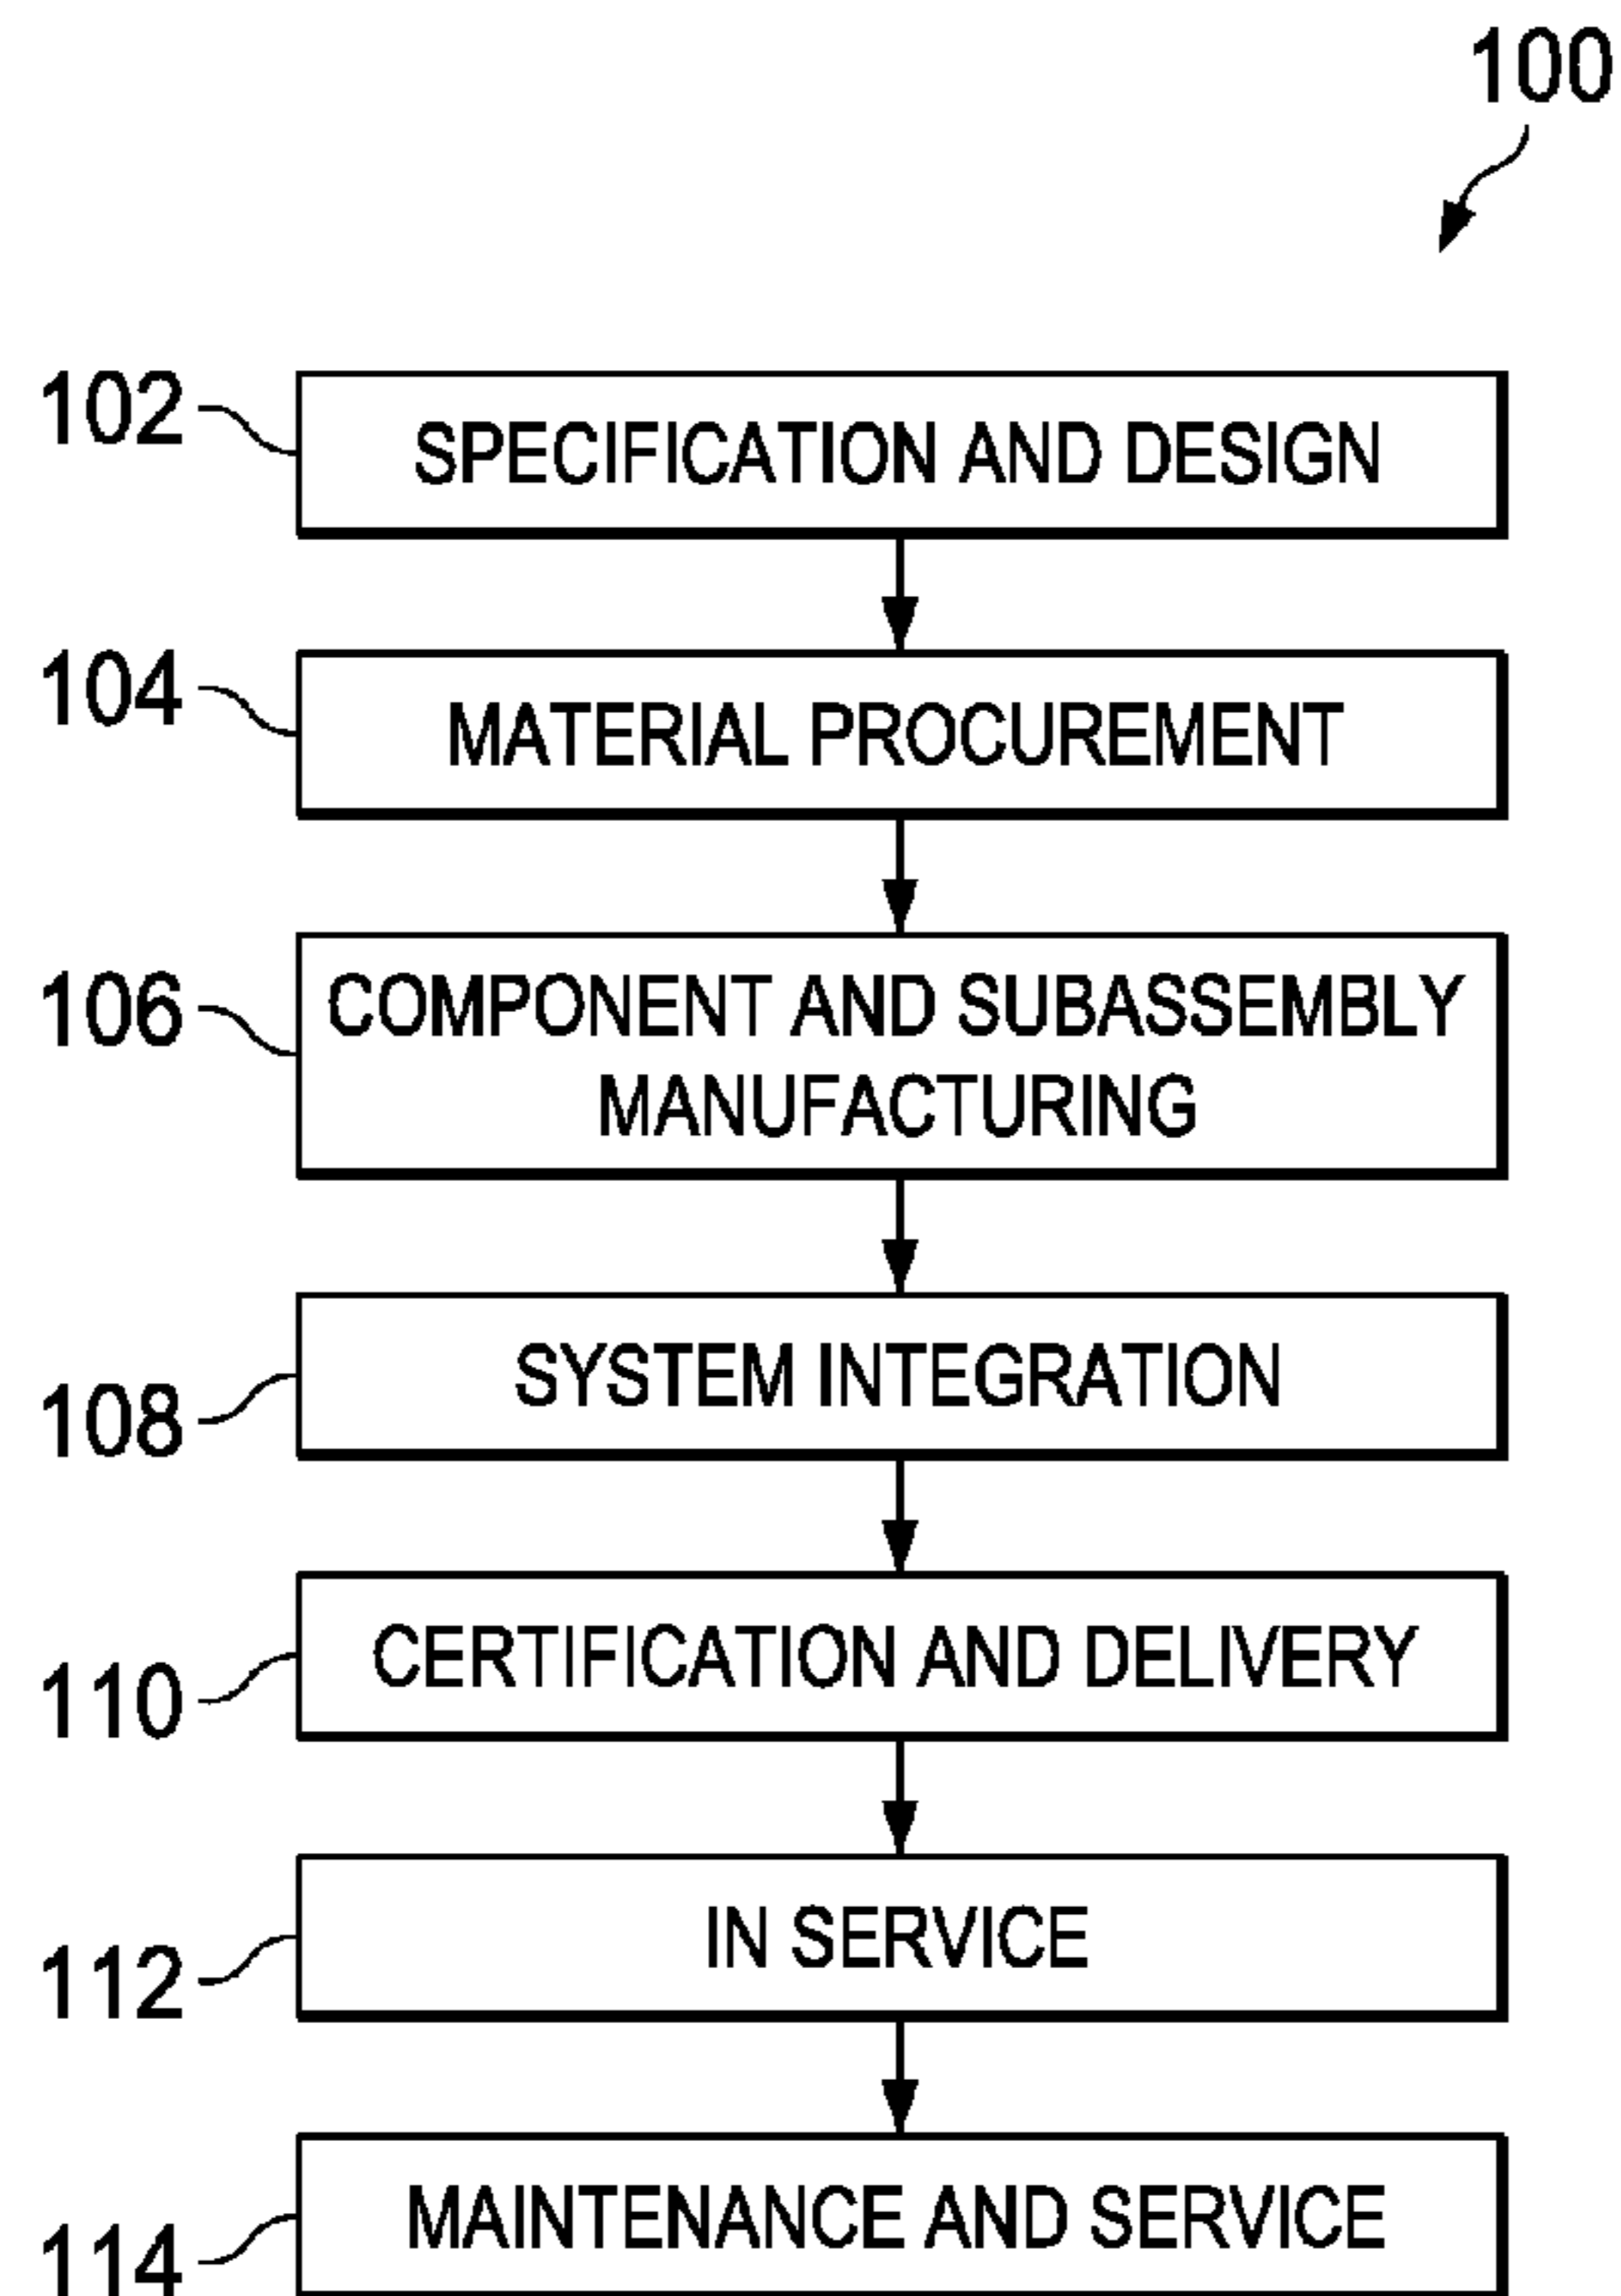 100
102
SPECIFICATION AND DESIGN
104
MATERIAL PROCUREMENT
106
COMPONENT AND SUBASSEMBLY
MANUFACTURING
108
SYSTEM INTEGRATION
110
CERTIFICATION AND DELIVERY
112
IN SERVICE
114
MAINTENANCE AND SERVICE